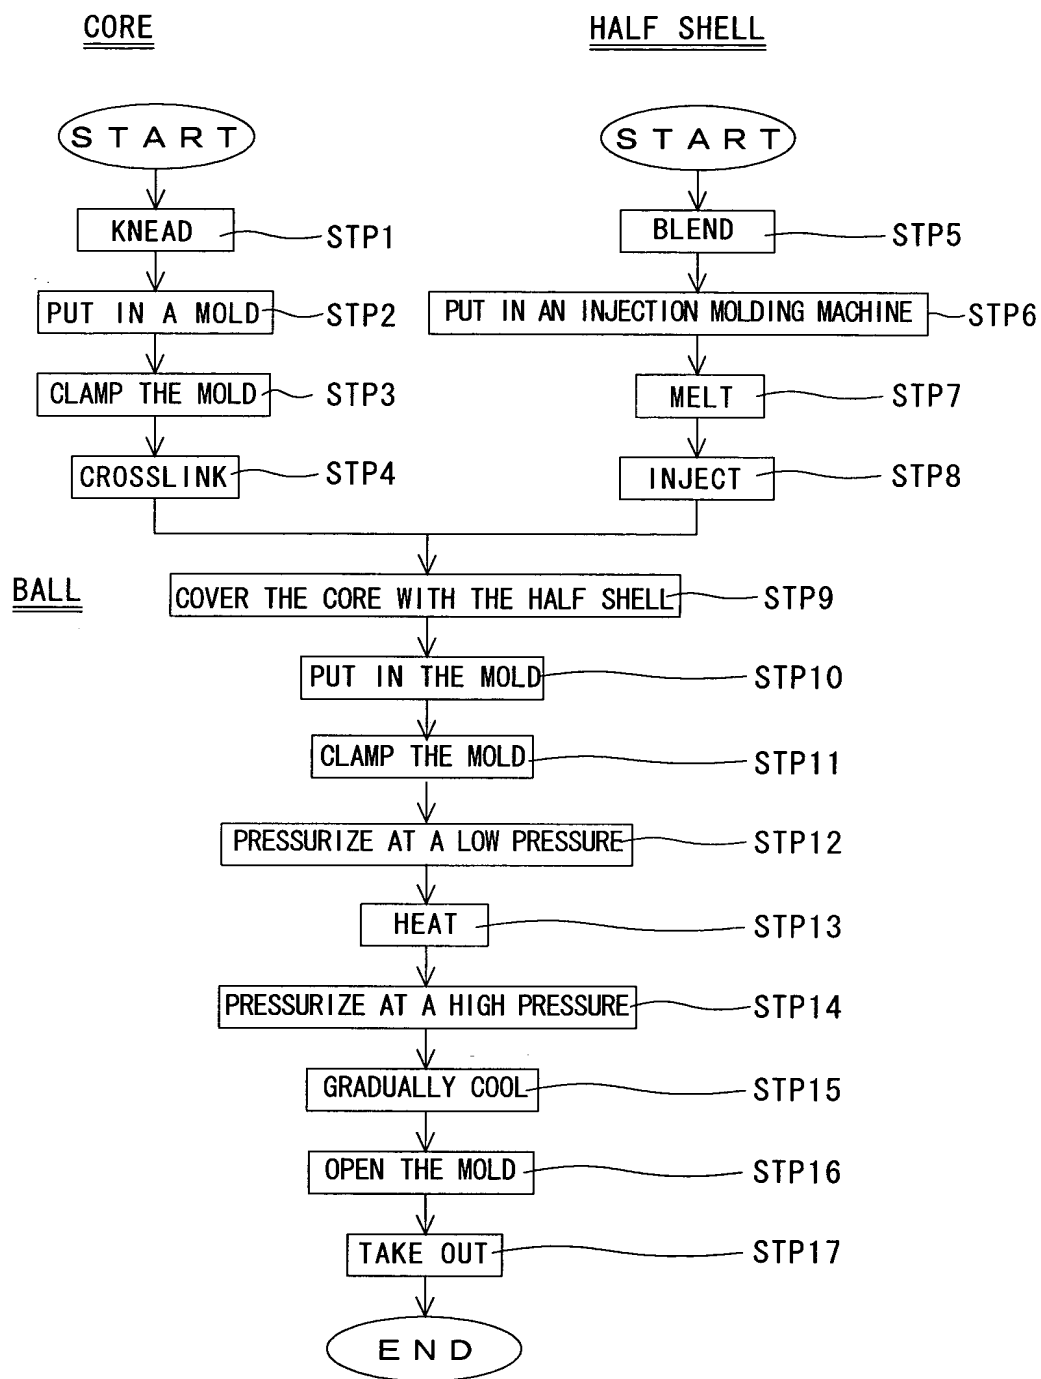 CORE
HALF SHELL
START
START
KNEAD
STP1
BLEND
STP5
PUT IN A MOLD
STP2
PUT IN AN INJECTION MOLDING MACHINE
STP6
CLAMP THE MOLD
STP3
MELT
STP7
CROSSLINK
STP4
INJECT
STP8
BALL
COVER THE CORE WITH THE HALF SHELL
STP9
PUT IN THE MOLD
STP10
CLAMP THE MOLD
STP11
PRESSURIZE AT A LOW PRESSURE
STP12
HEAT
STP13
PRESSURIZE AT A HIGH PRESSURE
STP14
GRADUALLY COOL
STP15
OPEN THE MOLD
STP16
TAKE OUT
STP17
END